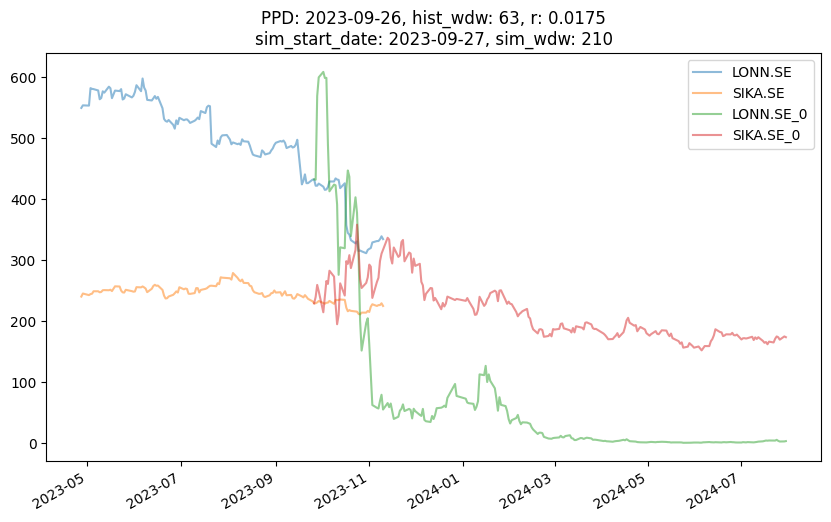 PPD: 2023-09-26, hist_wdw: 63, r: 0.0175
sim_start_date: 2023-09-27, sim_wdw: 210
LONN.SE
SIKA.SE
LONN.SE_0
SIKA.SE_0
600
500
400
300
200
100
0
2023-05
2023-07
2023-09
2023-11
2024-01
2024-03
2024-05
2024-07